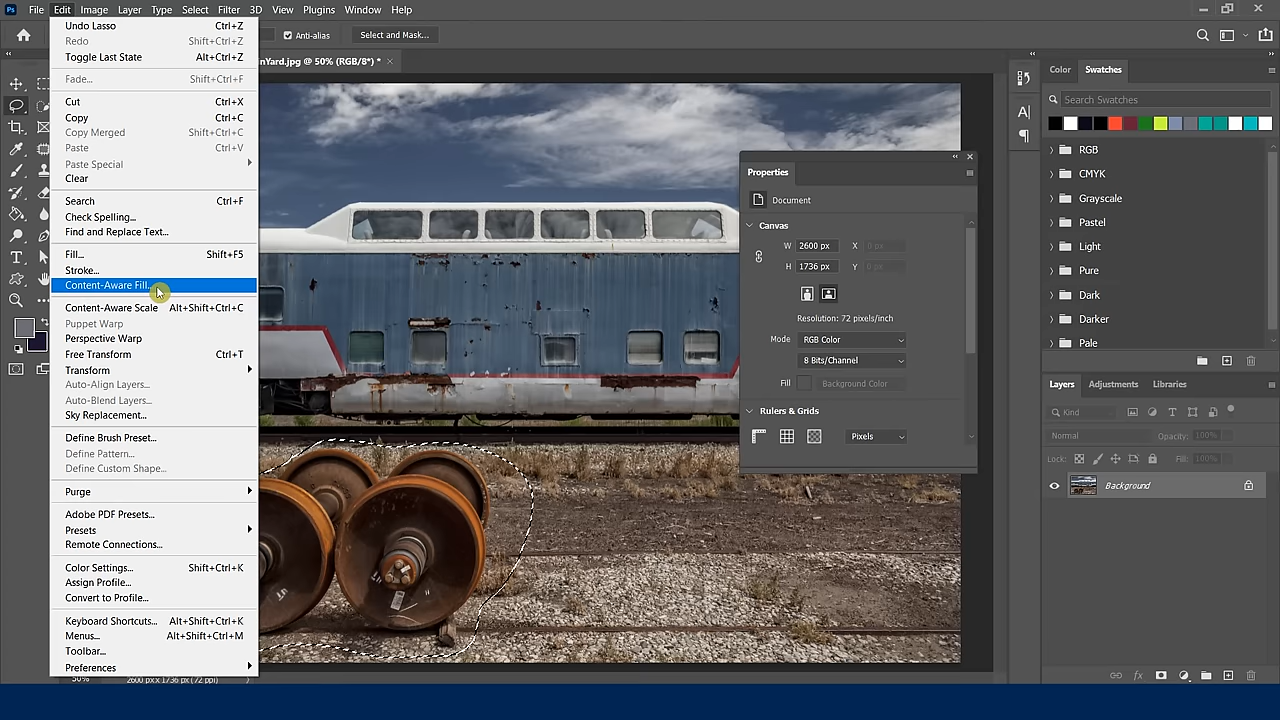 Ps File Edit Image Layer Type Select Filter 3D View Plugins Window Help
Anti-alias Select and Mask...
nYard.jpg @ 50% (RGB/8*) * ×
Undo Lasso Ctrl+Z
Redo Shift+Ctrl+Z
Toggle Last State Alt+Ctrl+Z
Fade... Shift+Ctrl+F
Cut Ctrl+X
Copy Ctrl+C
Copy Merged Shift+Ctrl+C
Paste Ctrl+V
Paste Special
Clear
Search Ctrl+F
Check Spelling...
Find and Replace Text...
Fill... Shift+F5
Stroke...
Content-Aware Fill...
Content-Aware Scale Alt+Shift+Ctrl+C
Puppet Warp
Perspective Warp
Free Transform Ctrl+T
Transform
Auto-Align Layers...
Auto-Blend Layers...
Sky Replacement...
Define Brush Preset...
Define Pattern...
Define Custom Shape...
Purge
Adobe PDF Presets...
Presets
Remote Connections...
Color Settings... Shift+Ctrl+K
Assign Profile...
Convert to Profile...
Keyboard Shortcuts... Alt+Shift+Ctrl+K
Menus... Alt+Shift+Ctrl+M
Toolbar...
Preferences
50% 2600 px x 1736 px (72 ppi)
Properties
Document
Canvas
W 2600 px X 0 px
H 1736 px Y 0 px
Resolution: 72 pixels/inch
Mode RGB Color
8 Bits/Channel
Fill Background Color
Rulers & Grids
Pixels
Color Swatches
Search Swatches
RGB
CMYK
Grayscale
Pastel
Light
Pure
Dark
Darker
Pale
Layers Adjustments Libraries
Kind
Normal Opacity: 100%
Lock: Fill: 100%
Background
fx